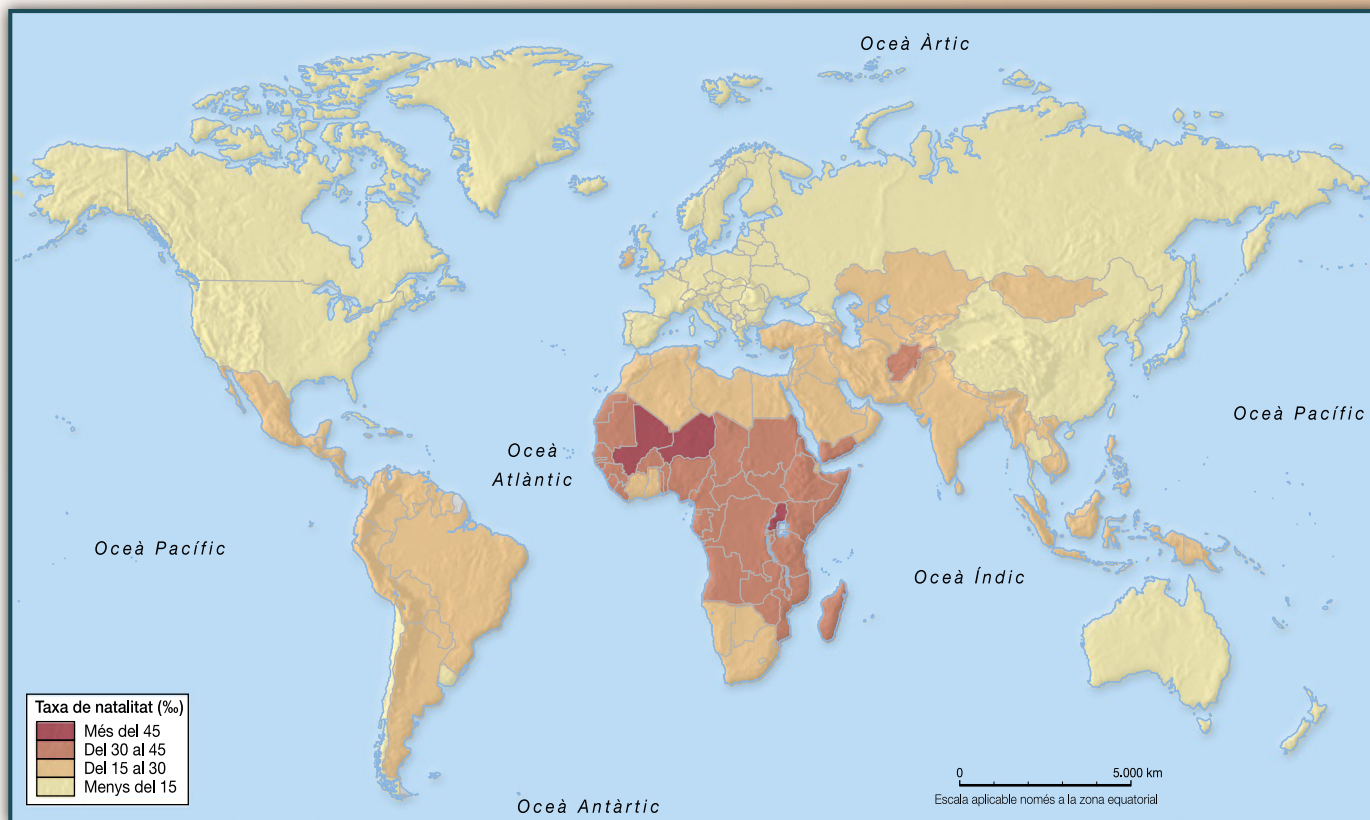 Oceà Àrtic
Oceà Pacífic
Oceà
Atlàntic
Oceà Pacífic
Oceà Índic
Taxa de natalitat (‰)
Més del 45
Del 30 al 45
Del 15 al 30
Menys del 15
0 5.000 km
Escala aplicable només a la zona equatorial
Oceà Antàrtic